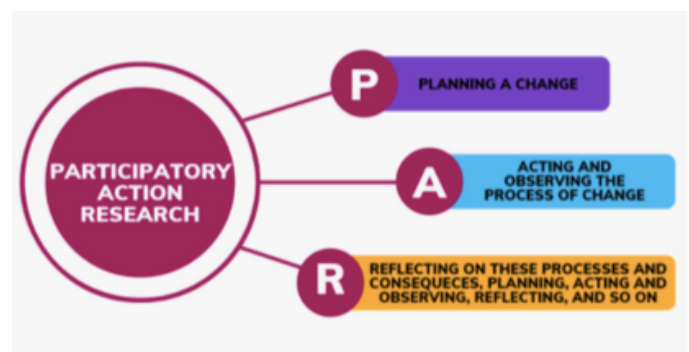 PARTICIPATORY
ACTION
RESEARCH
P
PLANNING A CHANGE
A
ACTING AND
OBSERVING THE
PROCESS OF CHANGE
R
REFLECTING ON THESE PROCESSES AND
CONSEQUECES, PLANNING, ACTING AND
OBSERVING, REFLECTING, AND SO ON